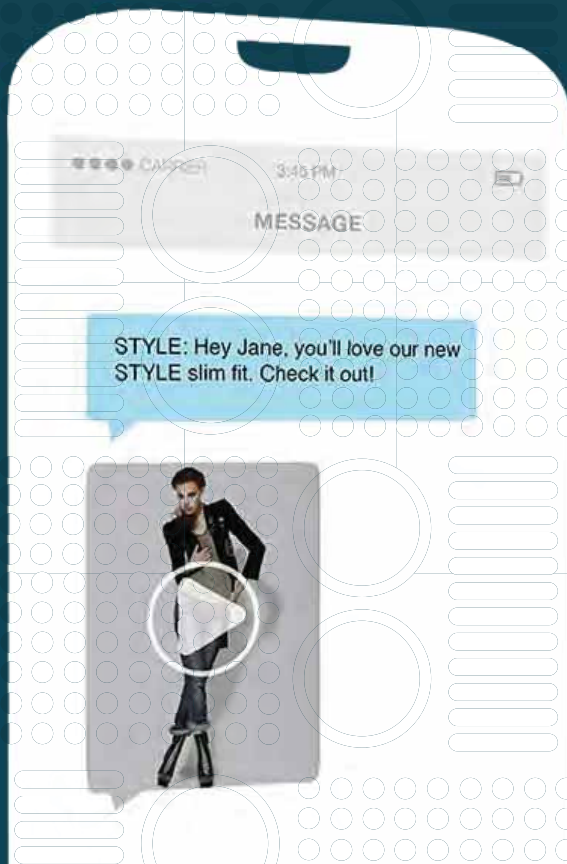 CARRIER 3:45 PM
MESSAGE
STYLE: Hey Jane, you'll love our new
STYLE slim fit. Check it out!